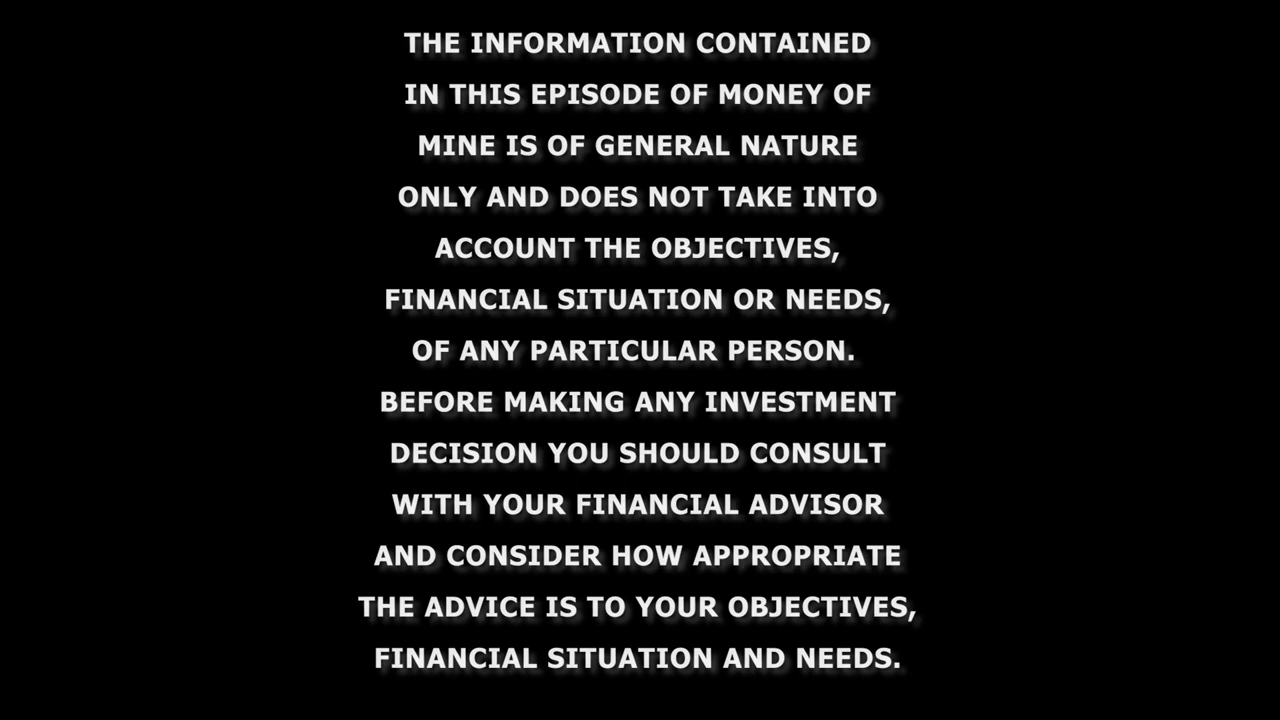 THE INFORMATION CONTAINED
IN THIS EPISODE OF MONEY OF
MINE IS OF GENERAL NATURE
ONLY AND DOES NOT TAKE INTO
ACCOUNT THE OBJECTIVES,
FINANCIAL SITUATION OR NEEDS,
OF ANY PARTICULAR PERSON.
BEFORE MAKING ANY INVESTMENT
DECISION YOU SHOULD CONSULT
WITH YOUR FINANCIAL ADVISOR
AND CONSIDER HOW APPROPRIATE
THE ADVICE IS TO YOUR OBJECTIVES,
FINANCIAL SITUATION AND NEEDS.